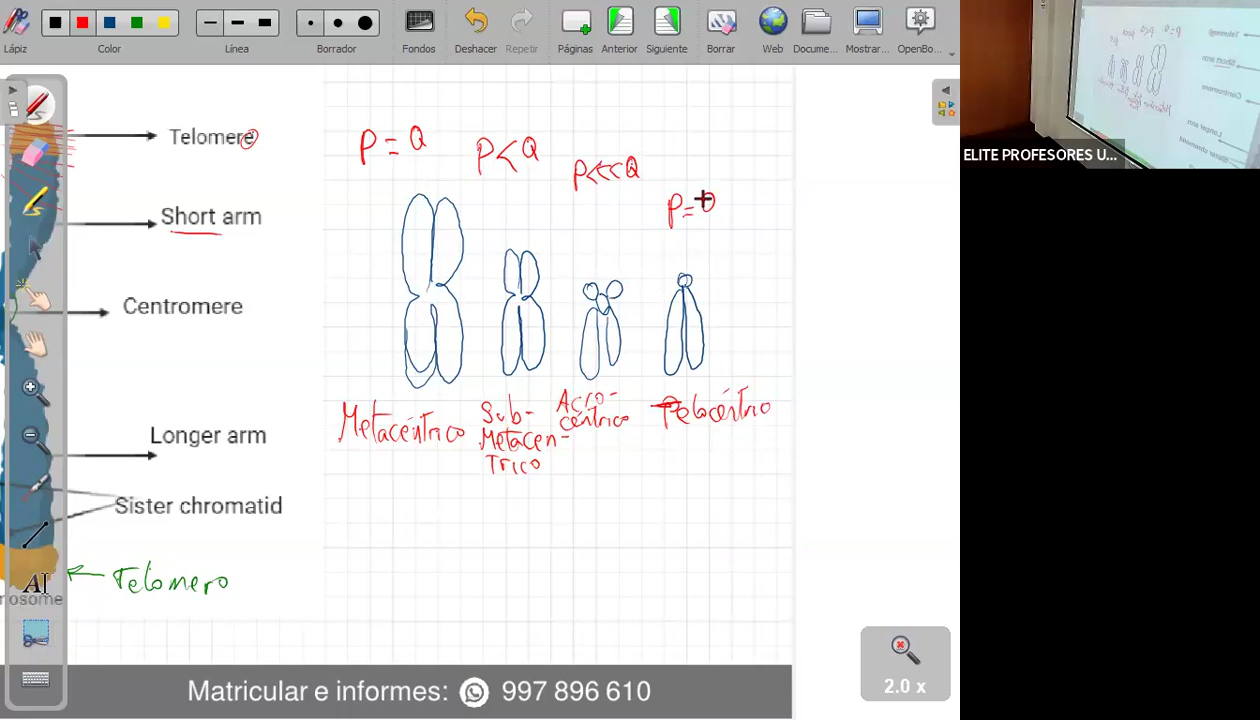 Lápiz
Color
Línea
Borrador
Fondos
Deshacer
Repetir
Páginas
Anterior
Siguiente
Borrar
Web
Docume...
Mostrar...
OpenBo...
Telomere
Short arm
Centromere
Longer arm
Sister chromatid
Telomero
P = Q
P < Q
P <<< Q
P = 0
Metacéntrico
Sub-
Metacen-
Trico
Acro-
céntrico
Telocéntrio
ELITE PROFESORES U...
Matricular e informes: 997 896 610
2.0 x